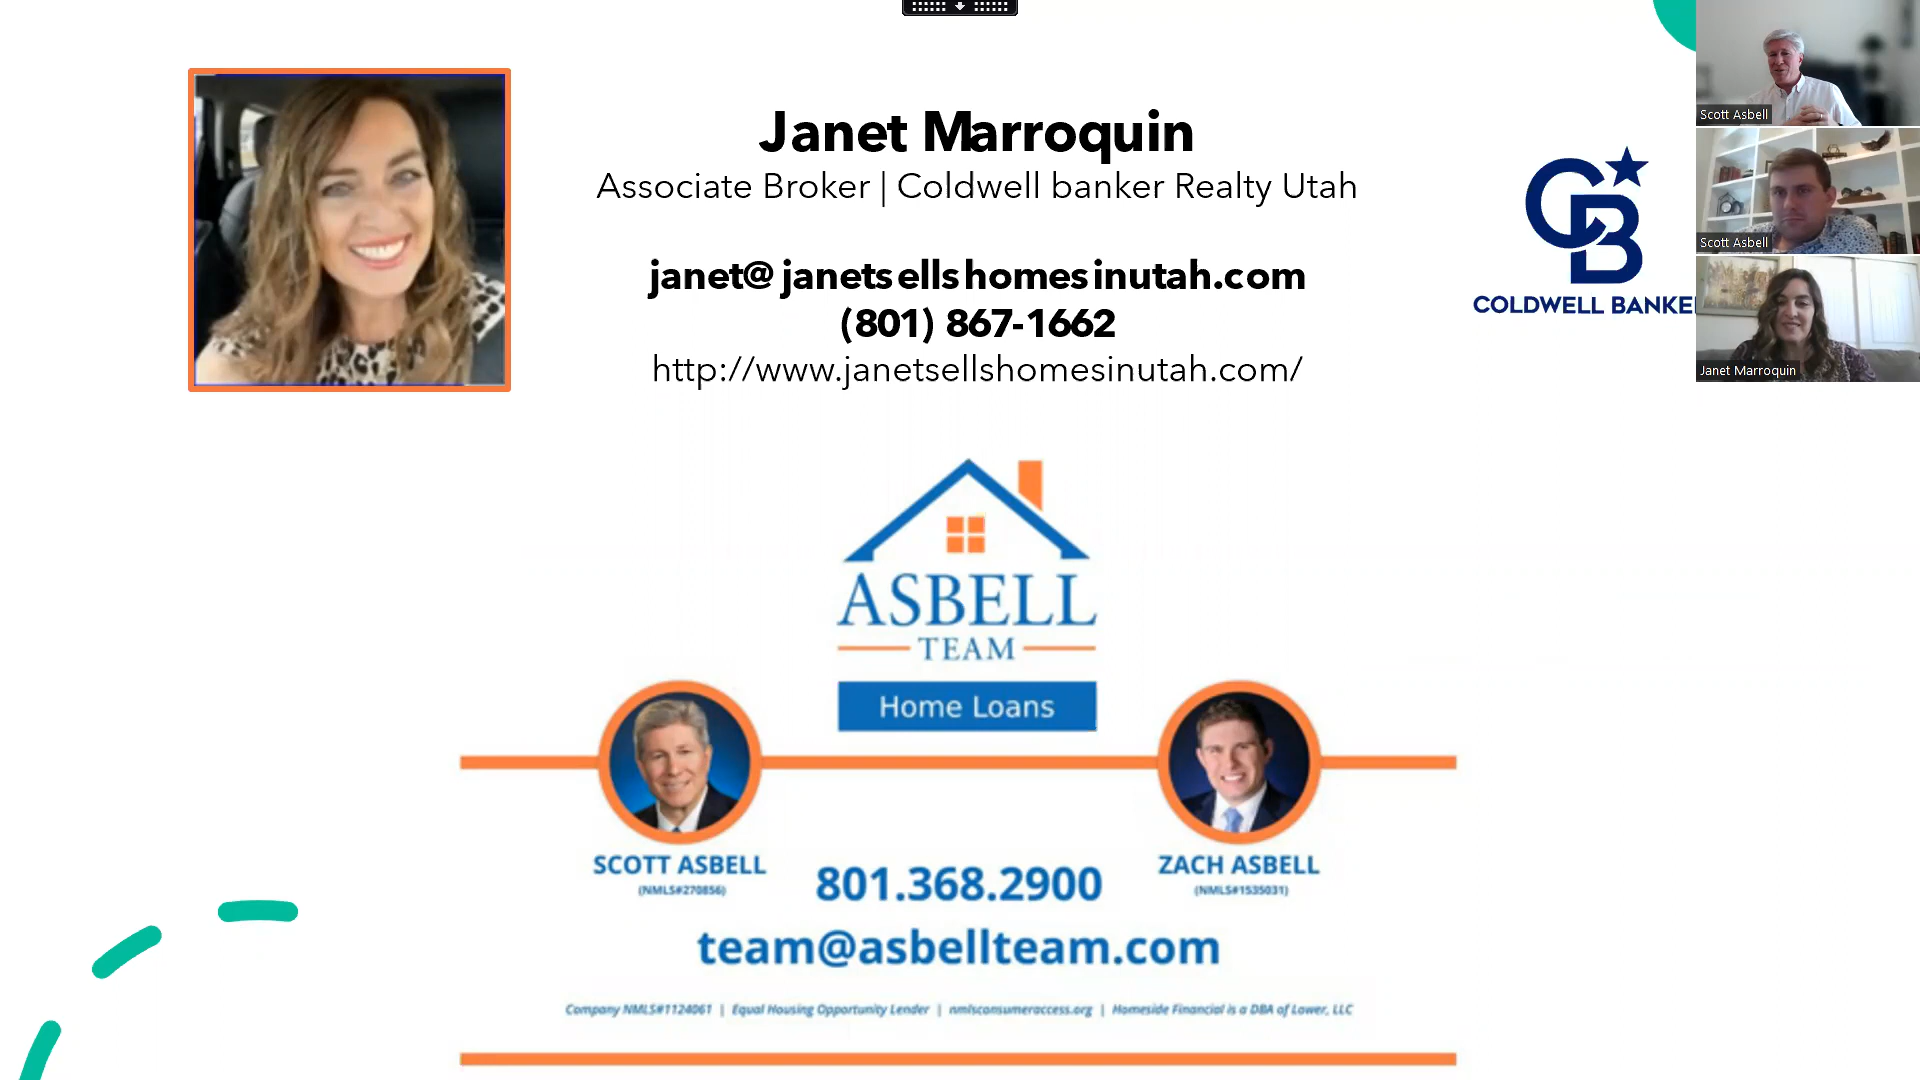 Janet Marroquin
Associate Broker | Coldwell banker Realty Utah
janet@janetsellshomesinutah.com
(801) 867-1662
http://www.janetsellshomesinutah.com/
CB
COLDWELL BANKE
Scott Asbell
Scott Asbell
Janet Marroquin
ASBELL
TEAM
Home Loans
SCOTT ASBELL
(NMLS#270856)
801.368.2900
ZACH ASBELL
(NMLS#1535031)
team@asbellteam.com
Company NMLS#1124061 | Equal Housing Opportunity Lender | nmlsconsumeraccess.org | Homeside Financial is a DBA of Lower, LLC